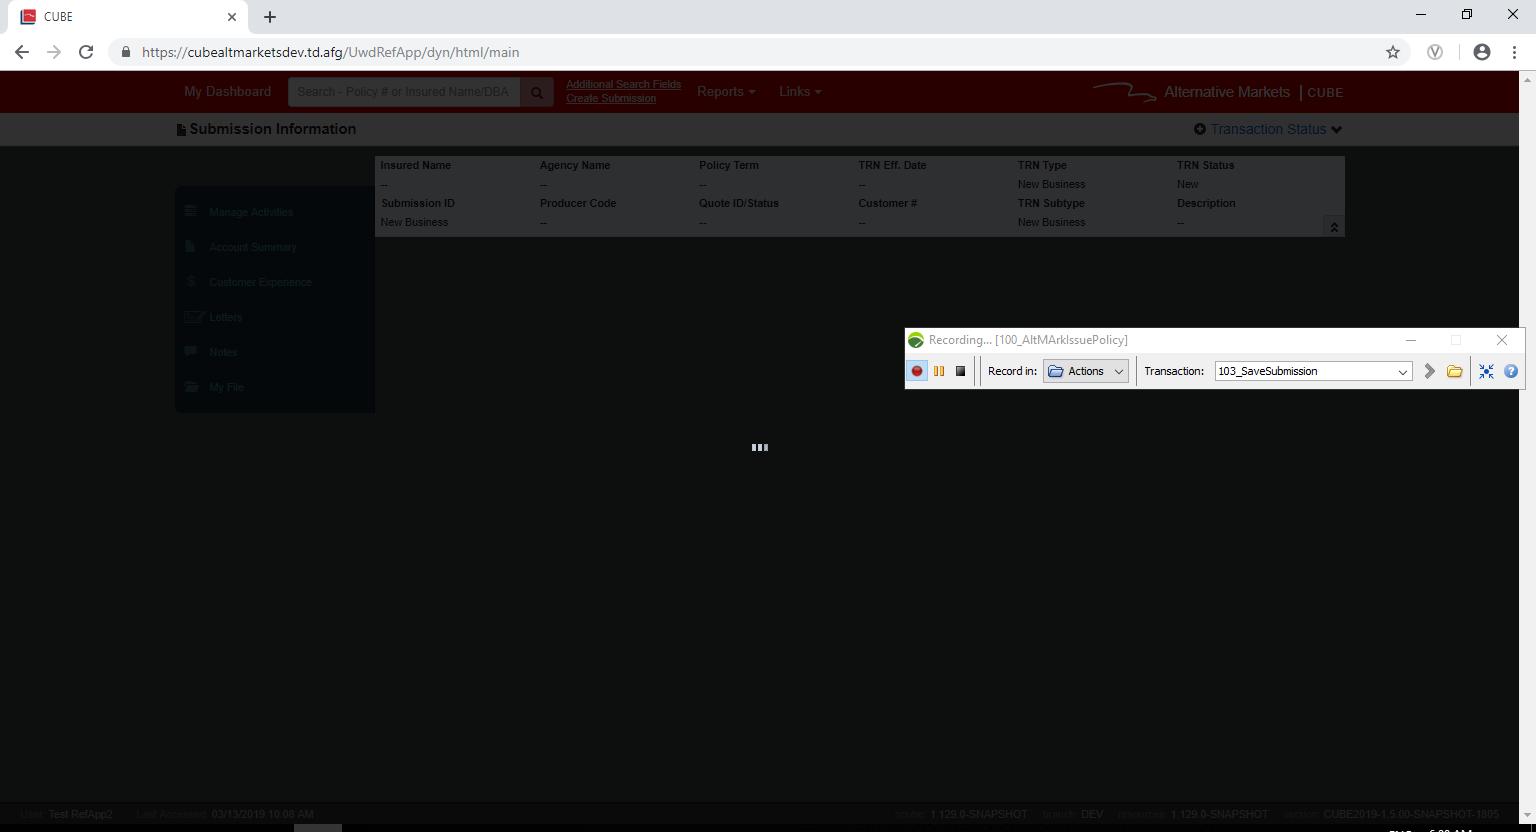 CUBE
https://cubealtmarketsdev.td.afg/UwdRefApp/dyn/html/main
My Dashboard
Search - Policy # or Insured Name/DBA
Additional Search Fields
Create Submission
Reports
Links
Alternative Markets | CUBE
Submission Information
Transaction Status
Insured Name Agency Name Policy Term TRN Eff. Date TRN Type TRN Status
-- -- -- -- New Business New
Submission ID Producer Code Quote ID/Status Customer # TRN Subtype Description
New Business -- -- -- New Business --
Manage Activities
Account Summary
Customer Experience
Letters
Notes
My File
Recording... [100_AltMArkIssuePolicy]
Record in: Actions Transaction: 103_SaveSubmission
User: Test RefApp2 Last Accessed: 03/13/2019 10:08 AM 1.129.0-SNAPSHOT branch: DEV resources: 1.129.0-SNAPSHOT CUBE2019-1.5.00-SNAPSHOT-1805